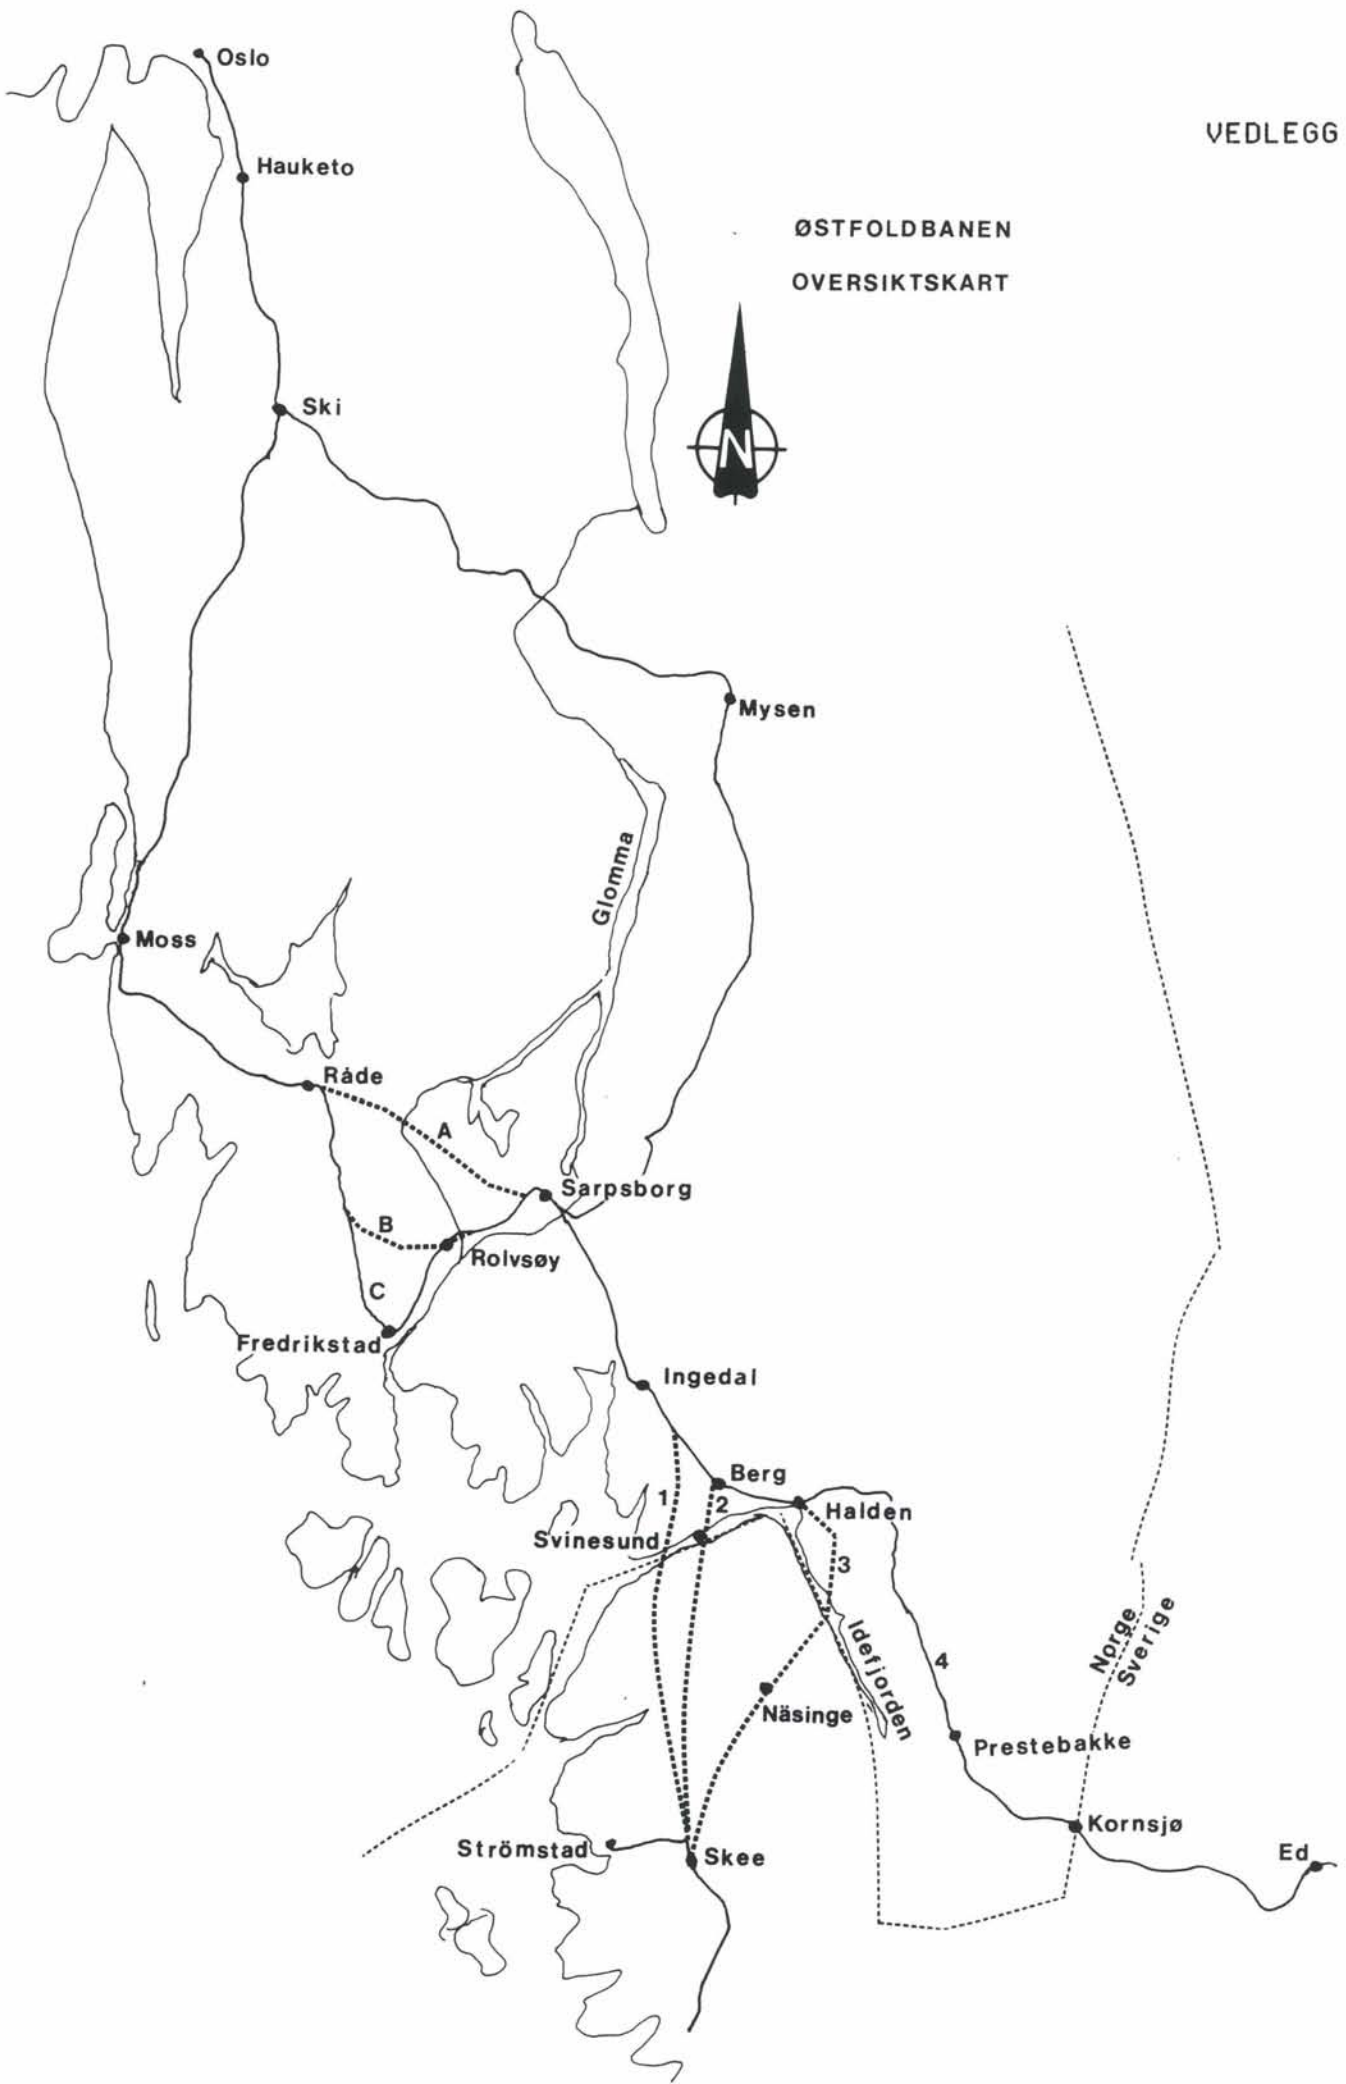 Oslo
VEDLEGG
Hauketo
ØSTFOLDBANEN
OVERSIKTSKART
N
Ski
Mysen
Glomma
Moss
Råde
A
Sarpsborg
B
Rolvsøy
C
Fredrikstad
Ingedal
Berg
1
2
Halden
Svinesund
3
Idefjorden
Norge
Sverige
4
Näsinge
Prestebakke
Kornsjø
Strömstad
Skee
Ed